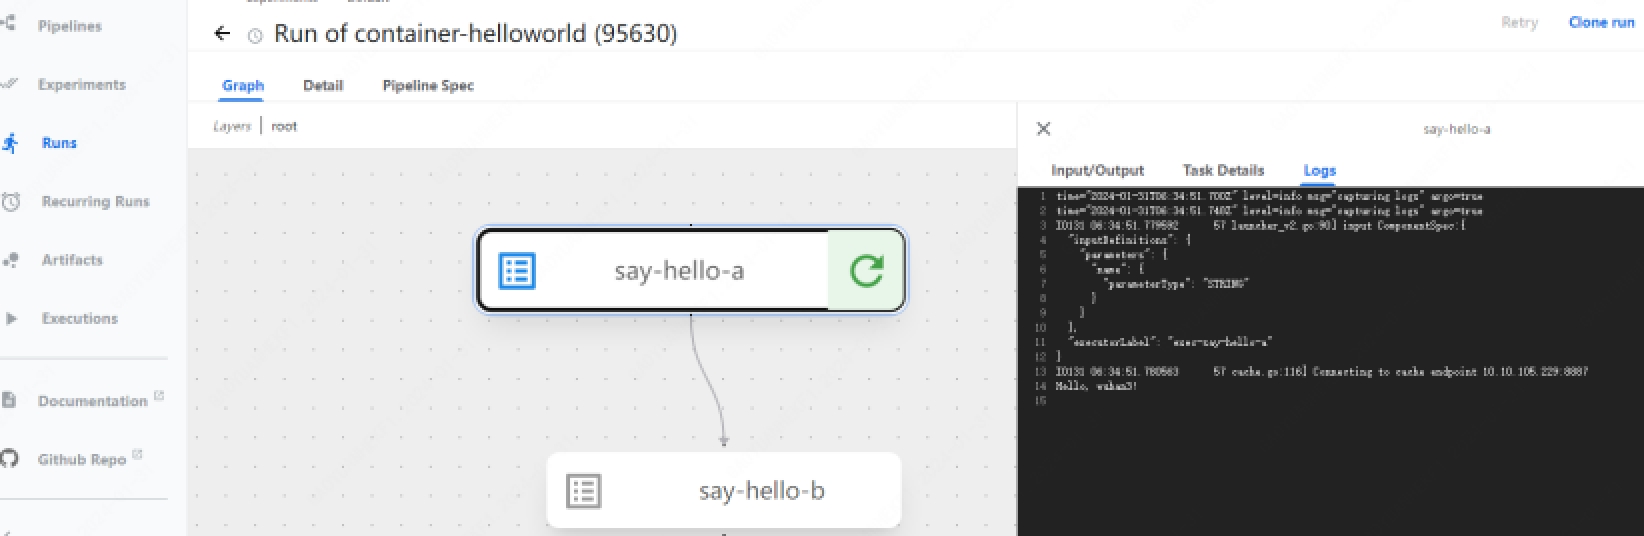 Pipelines
Experiments
Runs
Recurring Runs
Artifacts
Executions
Documentation
Github Repo
Run of container-helloworld (95630)
Retry
Clone run
Graph
Detail
Pipeline Spec
Layers
root
say-hello-a
say-hello-b
say-hello-a
Input/Output
Task Details
Logs
1 time="2024-01-31T06:34:51.700Z" level=info msg="capturing logs" argo=true
2 time="2024-01-31T06:34:51.740Z" level=info msg="capturing logs" argo=true
3 I0131 06:34:51.779592 57 launcher_v2.go:90] input ComponentSpec:{
4 "inputDefinitions": {
5 "parameters": {
6 "name": {
7 "parameterType": "STRING"
8 }
9 }
10 },
11 "executorLabel": "exec-say-hello-a"
12 }
13 I0131 06:34:51.780563 57 cache.go:116] Connecting to cache endpoint 10.10.105.229:8887
14 Hello, wuhan3!
15